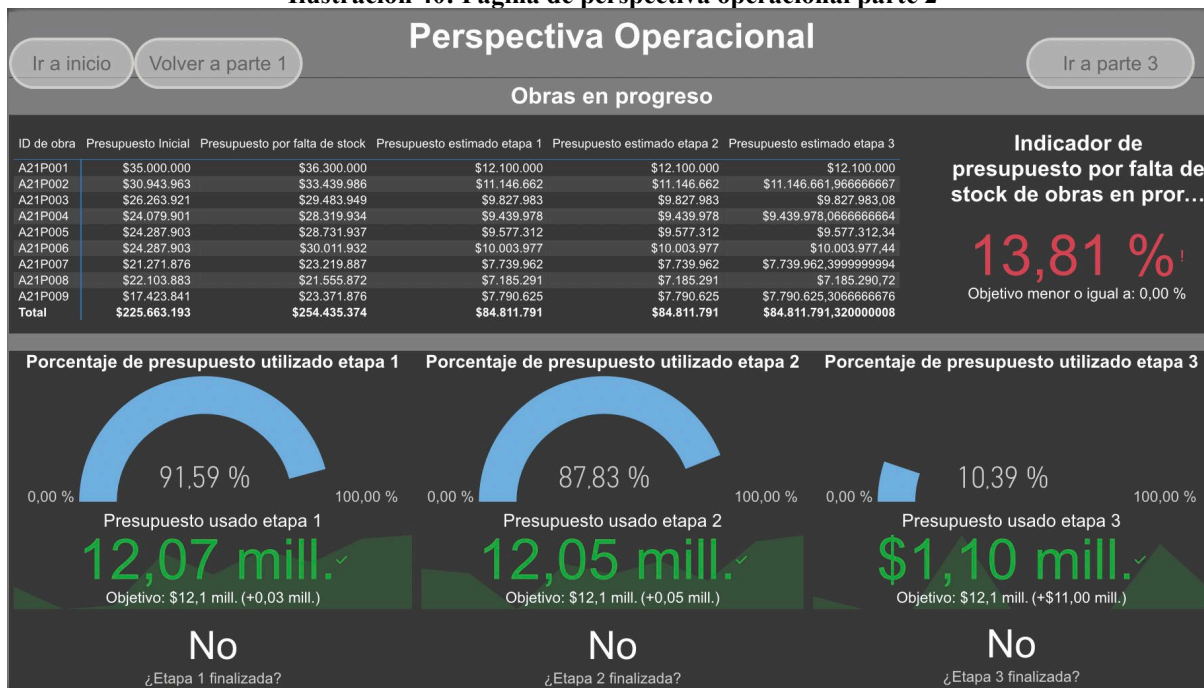 Ilustración 40: Página de perspectiva operacional parte 2
Perspectiva Operacional
Ir a inicio
Volver a parte 1
Ir a parte 3
Obras en progreso
ID de obra Presupuesto Inicial Presupuesto por falta de stock Presupuesto estimado etapa 1 Presupuesto estimado etapa 2 Presupuesto estimado etapa 3
A21P001 $35.000.000 $36.300.000 $12.100.000 $12.100.000 $12.100.000
A21P002 $30.943.963 $33.439.986 $11.146.662 $11.146.662 $11.146.661,966666667
A21P003 $26.263.921 $29.483.949 $9.827.983 $9.827.983 $9.827.983,08
A21P004 $24.079.901 $28.319.934 $9.439.978 $9.439.978 $9.439.978,0666666664
A21P005 $24.287.903 $28.731.937 $9.577.312 $9.577.312 $9.577.312,34
A21P006 $24.287.903 $30.011.932 $10.003.977 $10.003.977 $10.003.977,44
A21P007 $21.271.876 $23.219.887 $7.739.962 $7.739.962 $7.739.962,3999999994
A21P008 $22.103.883 $21.555.872 $7.185.291 $7.185.291 $7.185.290,72
A21P009 $17.423.841 $23.371.876 $7.790.625 $7.790.625 $7.790.625,3066666676
Total $225.663.193 $254.435.374 $84.811.791 $84.811.791 $84.811.791,320000008
Indicador de
presupuesto por falta de
stock de obras en pror…
13,81 %!
Objetivo menor o igual a: 0,00 %
Porcentaje de presupuesto utilizado etapa 1
91,59 %
0,00 %
100,00 %
Presupuesto usado etapa 1
12,07 mill.
Objetivo: $12,1 mill. (+0,03 mill.)
No
¿Etapa 1 finalizada?
Porcentaje de presupuesto utilizado etapa 2
87,83 %
0,00 %
100,00 %
Presupuesto usado etapa 2
12,05 mill.
Objetivo: $12,1 mill. (+0,05 mill.)
No
¿Etapa 2 finalizada?
Porcentaje de presupuesto utilizado etapa 3
10,39 %
0,00 %
100,00 %
Presupuesto usado etapa 3
$1,10 mill.
Objetivo: $12,1 mill. (+$11,00 mill.)
No
¿Etapa 3 finalizada?